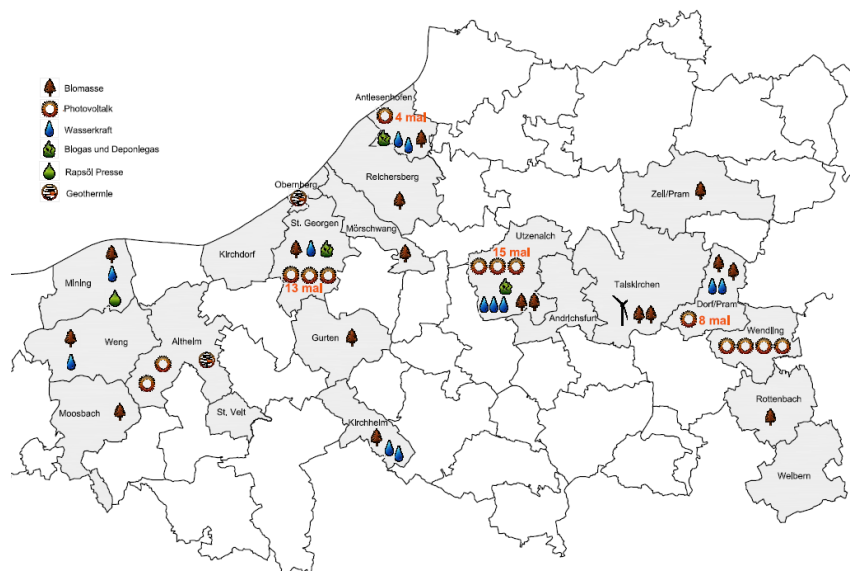 Biomasse
Photovoltaik
Wasserkraft
Biogas und Deponiegas
Rapsöl Presse
Geothermie
Antiesenhofen
4 mal
Reichersberg
Obernberg
St. Georgen
Mörschwang
Kirchdorf
13 mal
Mining
Weng
Altheim
Moosbach
St. Veit
Gurten
Kirchheim
Utzenaich
15 mal
Andrichsfurt
Taiskirchen
Zell/Pram
Dorf/Pram
8 mal
Wendling
Rottenbach
Weibern